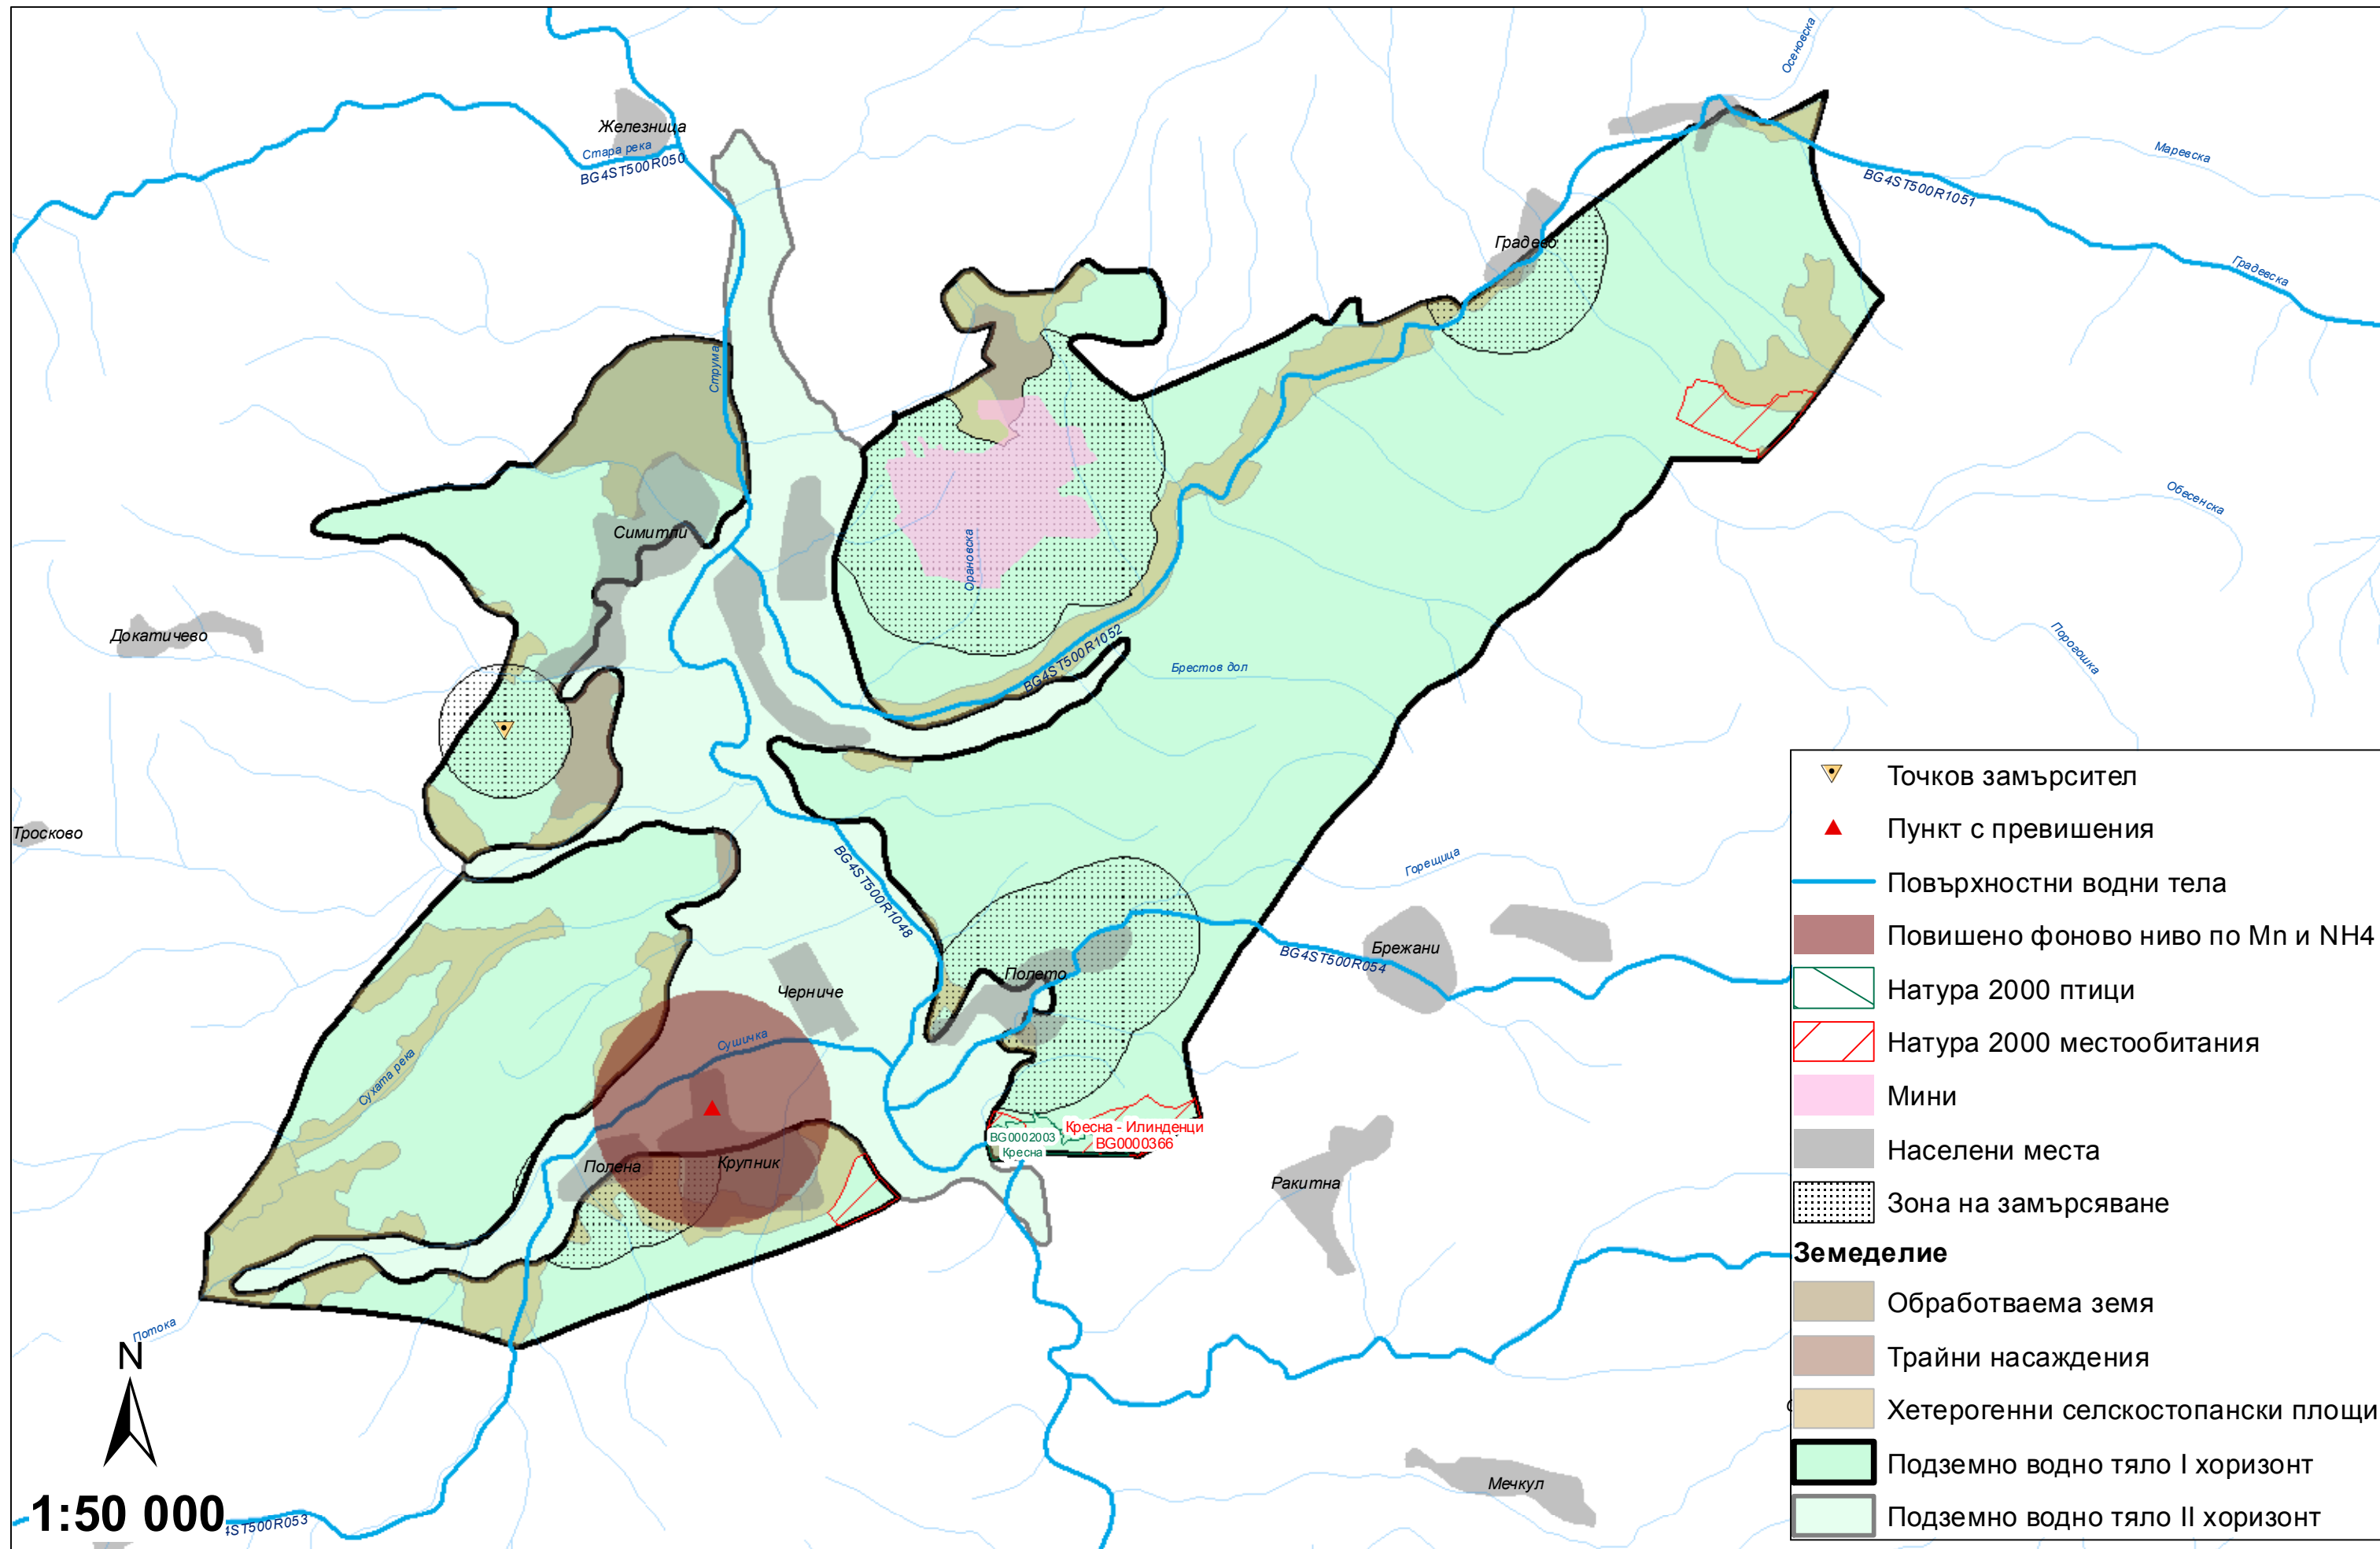 Осеновска
Железница
Стара река
BG4ST500R050
Маревска
BG4ST500R1051
Градево
Градевска
Струма
Обесенска
Симитли
Орановска
Докатичево
BG4ST500R1052
Брестов дол
Порогошка
Тросково
BG4ST500R1048
Горещица
Брежани
BG4ST500R054
Полето
Черниче
Сушичка
Сухата река
Кресна - Илинденци
BG0000366
BG0002003
Кресна
Полена
Крупник
Ракитна
Потока
N
1:50 000
4ST500R053
Мечкул
Точков замърсител
Пункт с превишения
Повърхностни водни тела
Повишено фоново ниво по Mn и NH4
Натура 2000 птици
Натура 2000 местообитания
Мини
Населени места
Зона на замърсяване
Земеделие
Обработваема земя
Трайни насаждения
Хетерогенни селскостопански площи
Подземно водно тяло I хоризонт
Подземно водно тяло II хоризонт